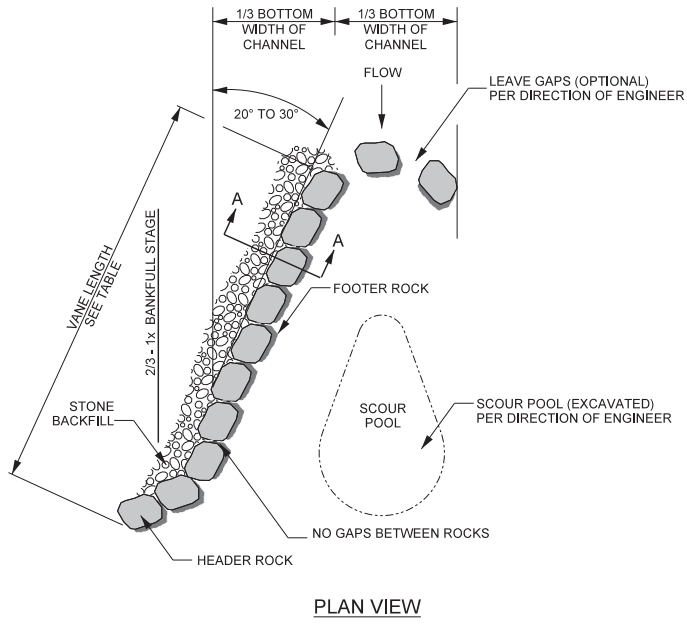 1/3 BOTTOM
WIDTH OF
CHANNEL
1/3 BOTTOM
WIDTH OF
CHANNEL
FLOW
LEAVE GAPS (OPTIONAL)
PER DIRECTION OF ENGINEER
20° TO 30°
A
A
VANE LENGTH
SEE TABLE
2/3 - 1x BANKFULL STAGE
FOOTER ROCK
STONE
BACKFILL
SCOUR
POOL
SCOUR POOL (EXCAVATED)
PER DIRECTION OF ENGINEER
NO GAPS BETWEEN ROCKS
HEADER ROCK
PLAN VIEW